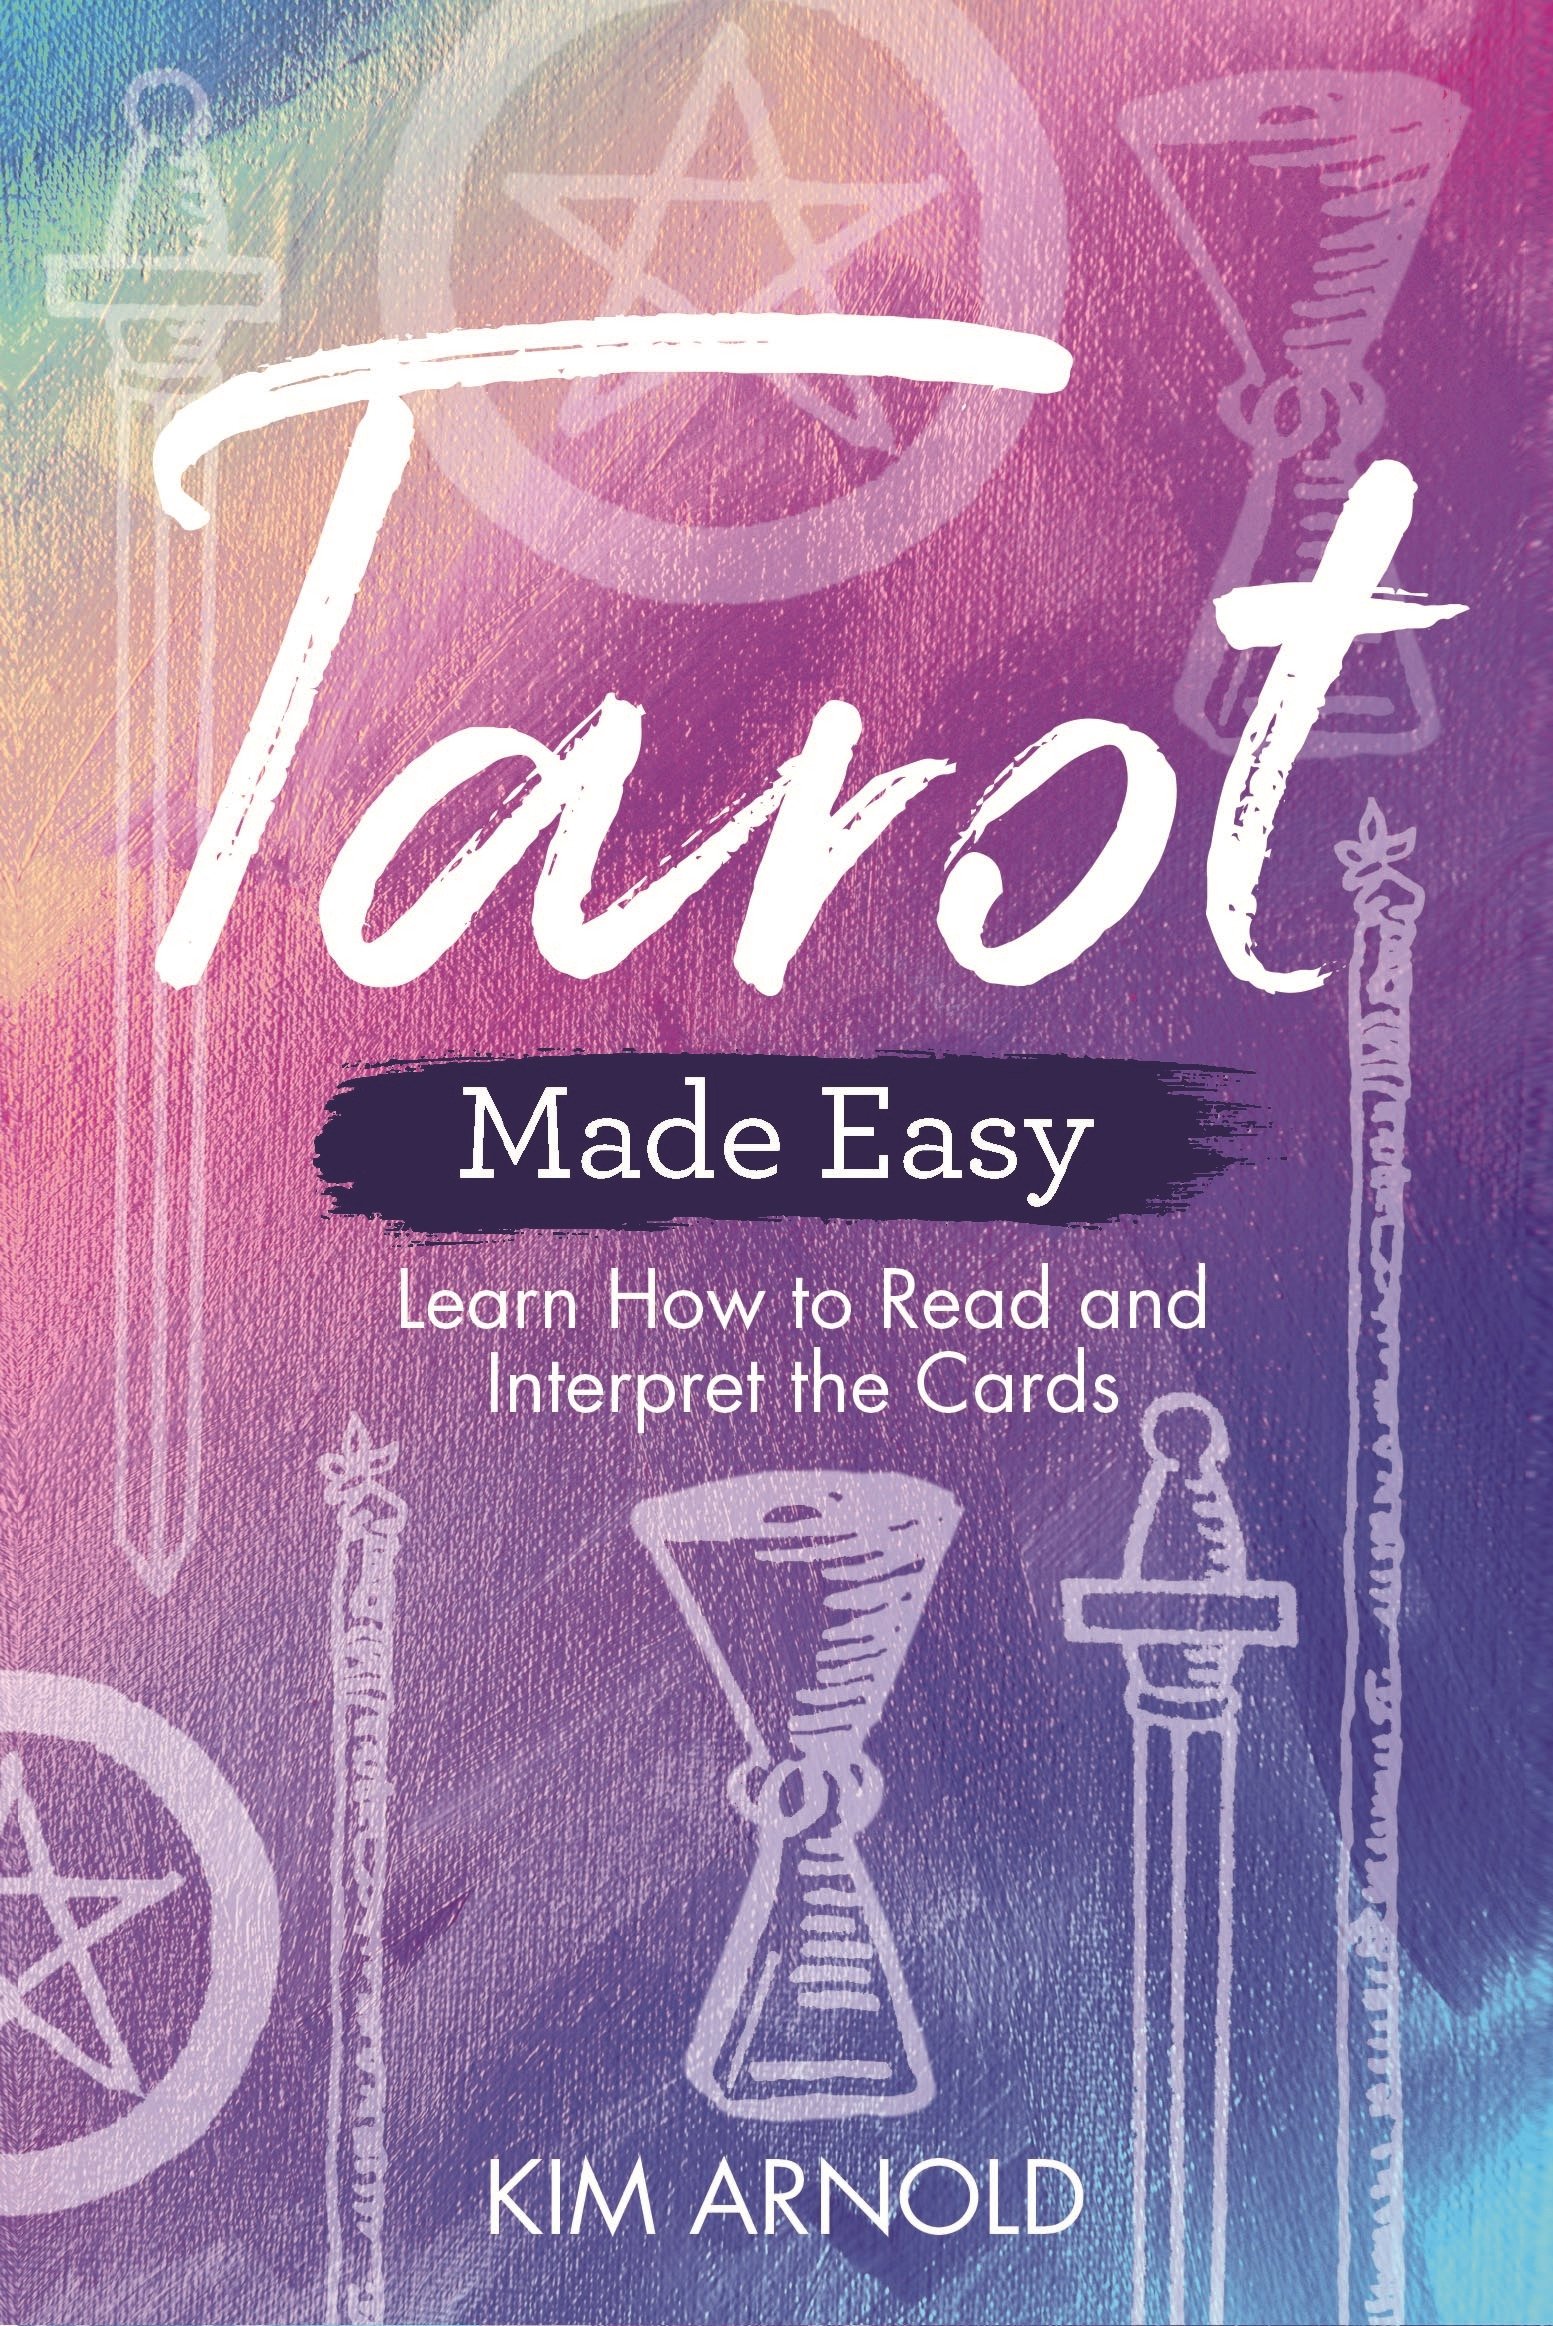 Tarot
Made Easy
Learn How to Read and
Interpret the Cards
KIM ARNOLD